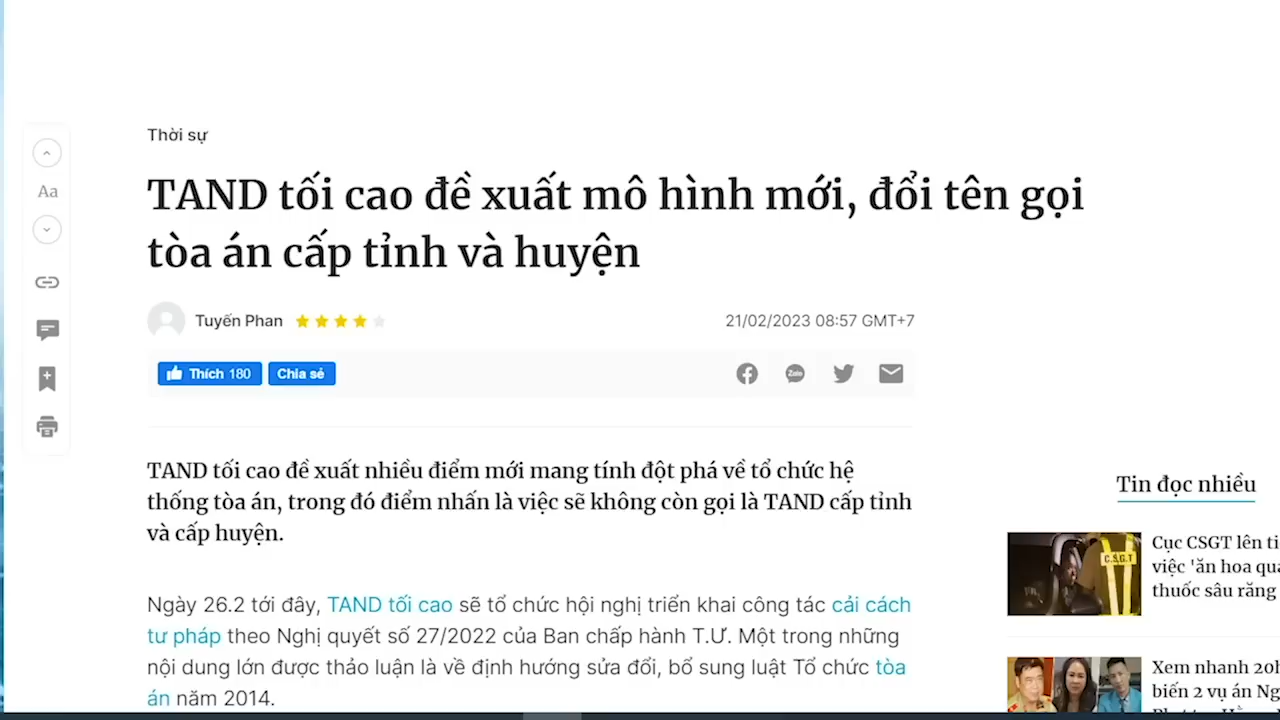 Thời sự
TAND tối cao đề xuất mô hình mới, đổi tên gọi
tòa án cấp tỉnh và huyện
Aa
Tuyến Phan
21/02/2023 08:57 GMT+7
Thích 180
Chia sẻ
Zalo
TAND tối cao đề xuất nhiều điểm mới mang tính đột phá về tổ chức hệ
thống tòa án, trong đó điểm nhấn là việc sẽ không còn gọi là TAND cấp tỉnh
và cấp huyện.
Ngày 26.2 tới đây, TAND tối cao sẽ tổ chức hội nghị triển khai công tác cải cách
tư pháp theo Nghị quyết số 27/2022 của Ban chấp hành T.Ư. Một trong những
nội dung lớn được thảo luận là về định hướng sửa đổi, bổ sung luật Tổ chức tòa
án năm 2014.
Tin đọc nhiều
C.S.G.T
Cục CSGT lên ti
việc 'ăn hoa quả
thuốc sâu răng
Xem nhanh 20h
biến 2 vụ án Ng